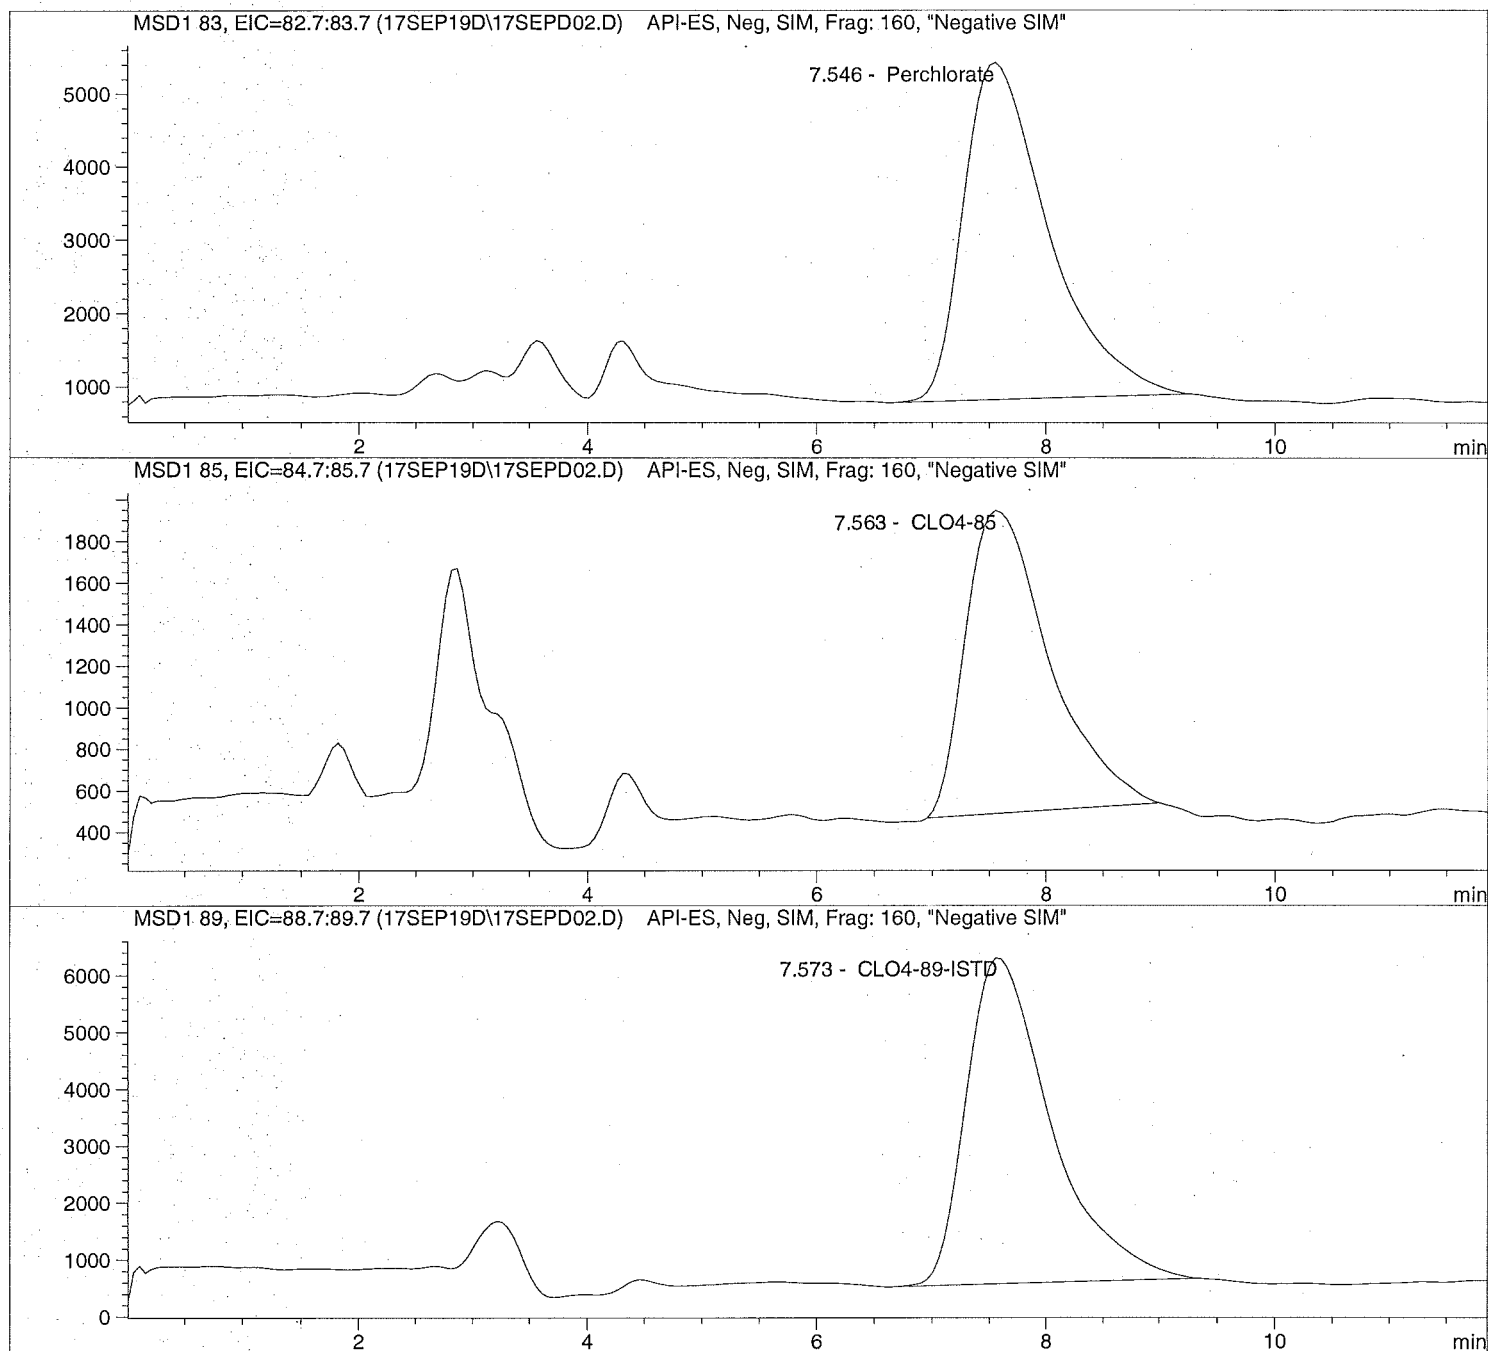 MSD1 83, EIC=82.7:83.7 (17SEP19D\17SEPD02.D) API-ES, Neg, SIM, Frag: 160, "Negative SIM"
7.546 - Perchlorate
5000
4000
3000
2000
1000
2 4 6 8 10 min
MSD1 85, EIC=84.7:85.7 (17SEP19D\17SEPD02.D) API-ES, Neg, SIM, Frag: 160, "Negative SIM"
7.563 - CLO4-85
1800
1600
1400
1200
1000
800
600
400
2 4 6 8 10 min
MSD1 89, EIC=88.7:89.7 (17SEP19D\17SEPD02.D) API-ES, Neg, SIM, Frag: 160, "Negative SIM"
7.573 - CLO4-89-ISTD
6000
5000
4000
3000
2000
1000
0
2 4 6 8 10 min